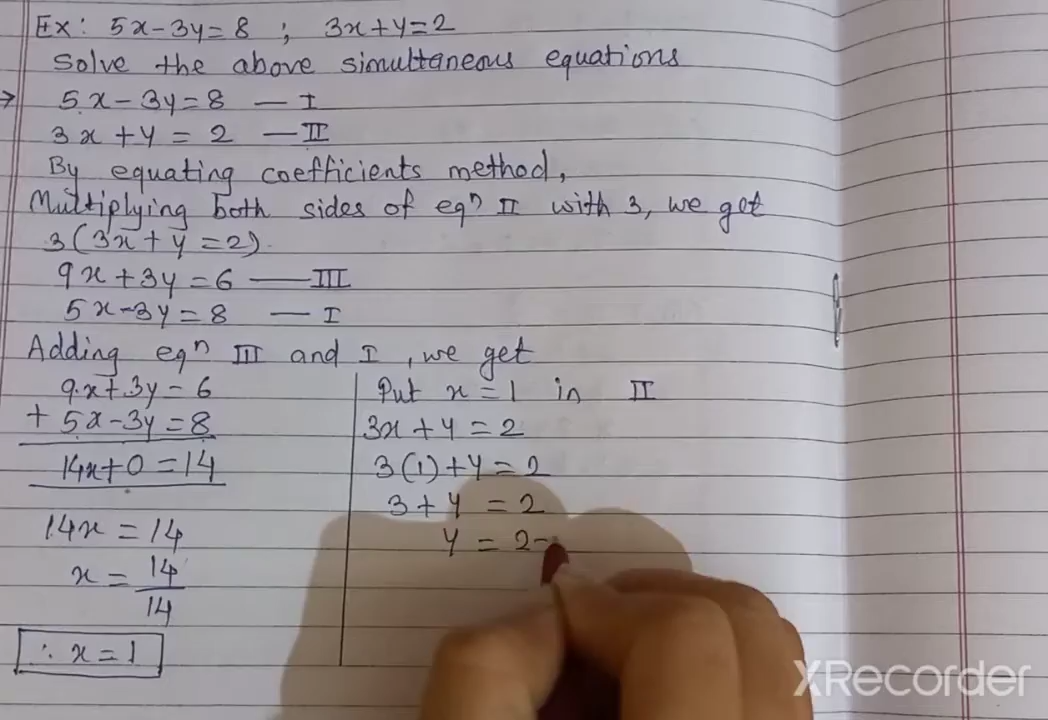 Ex: 5x-3y=8 ; 3x+y=2
Solve the above simultaneous equations
→ 5x-3y=8 — I
3x+y=2 — II
By equating coefficients method,
Multiplying both sides of eqⁿ II with 3, we get
3(3x+y=2)
9x+3y=6 — III
5x-3y=8 — I
Adding eqⁿ III and I, we get
9x+3y=6
+ 5x-3y=8
14x+0=14
14x=14
x=14/14
∴ x=1
Put x=1 in II
3x+y=2
3(1)+y=2
3+y=2
y=2-
XRecorder